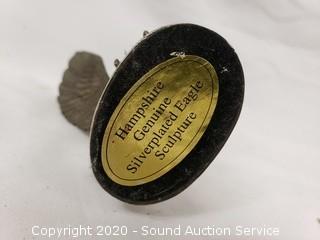 Hampshire
Genuine
Silverplated Eagle
Sculpture
Copyright 2020 - Sound Auction Service